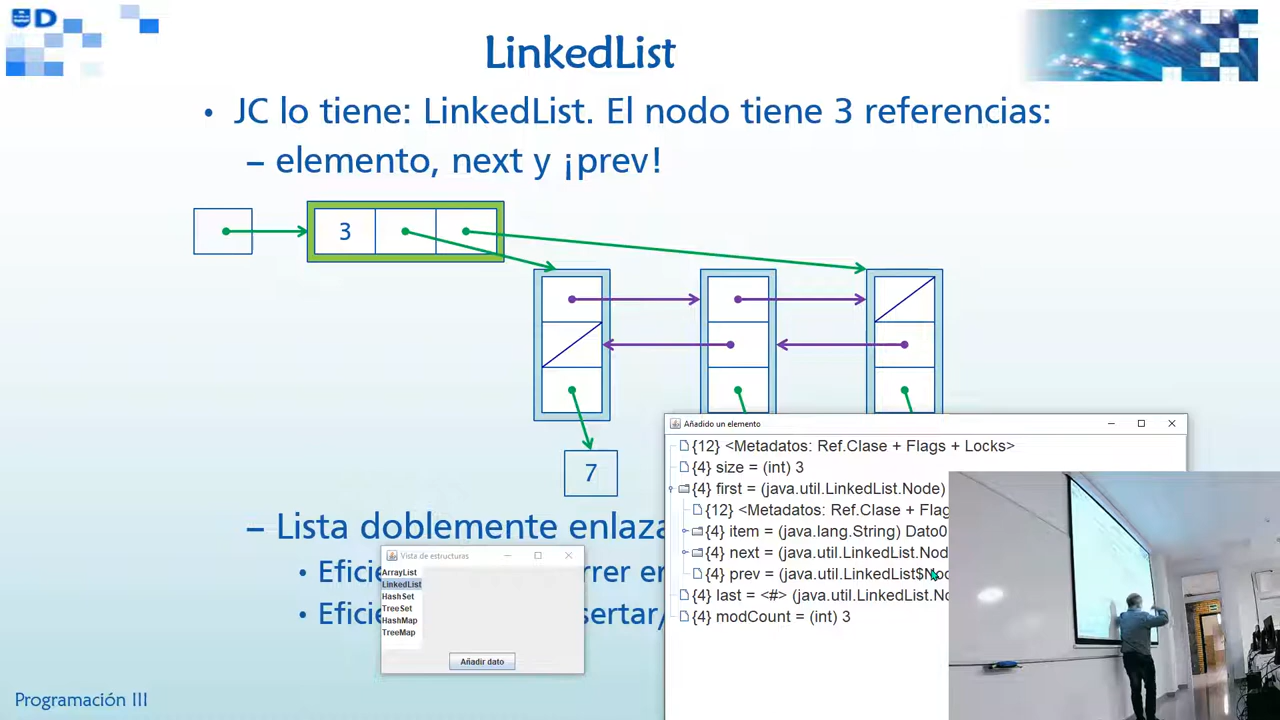 D
LinkedList
• JC lo tiene: LinkedList. El nodo tiene 3 referencias:
– elemento, next y ¡prev!
3
7
– Lista doblemente enlaza
• Efici rrer en
• Efici sertar/
Vista de estructuras
ArrayList
LinkedList
HashSet
TreeSet
HashMap
TreeMap
Añadir dato
Añadido un elemento
{12} <Metadatos: Ref.Clase + Flags + Locks>
{4} size = (int) 3
{4} first = (java.util.LinkedList.Node)
{12} <Metadatos: Ref.Clase + Flag
{4} item = (java.lang.String) Dato0
{4} next = (java.util.LinkedList.Nod
{4} prev = (java.util.LinkedList$Nod
{4} last = <#> (java.util.LinkedList.No
{4} modCount = (int) 3
Programación III